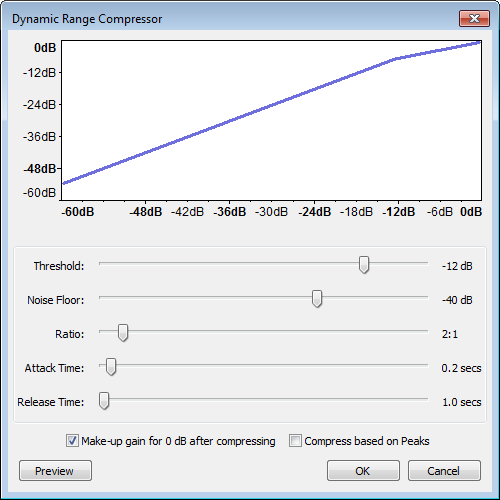 Dynamic Range Compressor
0dB
-12dB
-24dB
-36dB
-48dB
-60dB
-60dB -48dB -42dB -36dB -30dB -24dB -18dB -12dB -6dB 0dB
Threshold: -12 dB
Noise Floor: -40 dB
Ratio: 2:1
Attack Time: 0.2 secs
Release Time: 1.0 secs
Make-up gain for 0 dB after compressing Compress based on Peaks
Preview OK Cancel